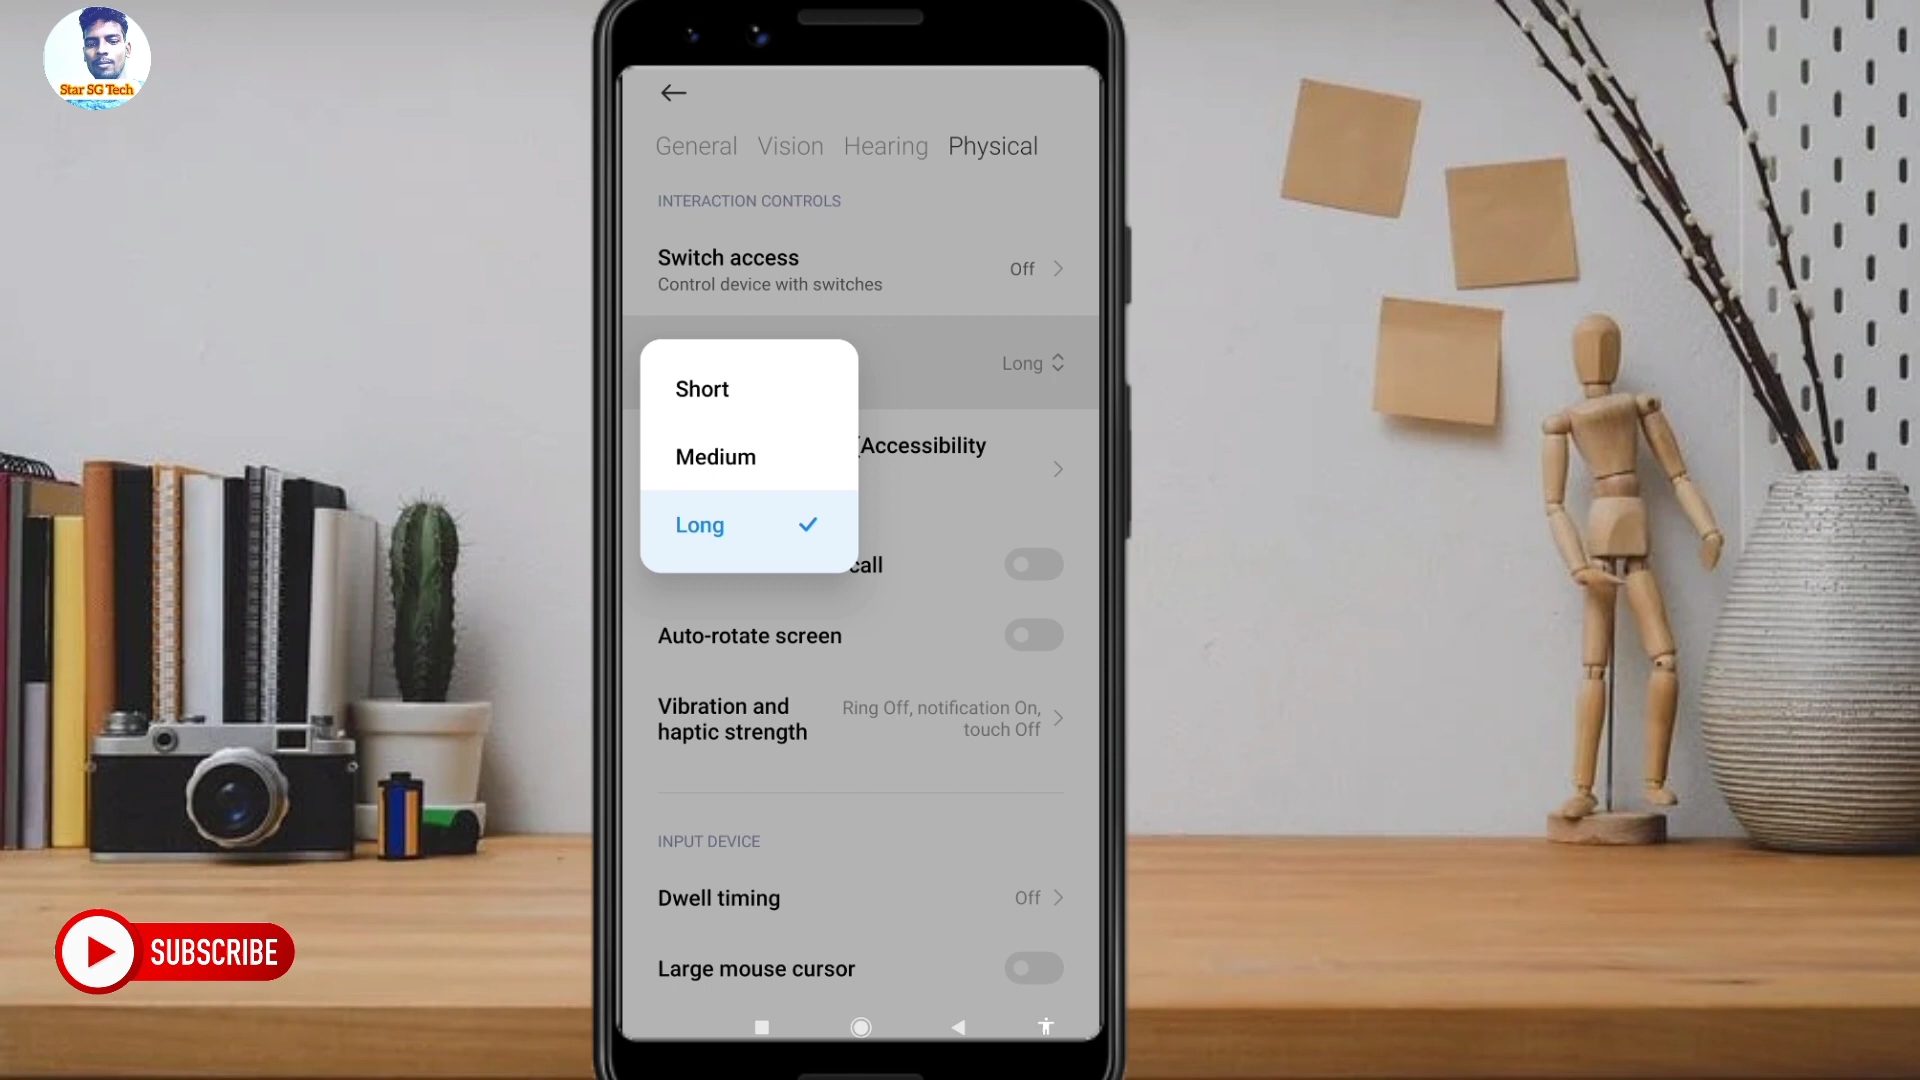 Star SG Tech
General Vision Hearing Physical
INTERACTION CONTROLS
Switch access
Off
Control device with switches
Long
Short
Medium
Long
(Accessibility
call
Auto-rotate screen
Vibration and
haptic strength
Ring Off, notification On,
touch Off
INPUT DEVICE
Dwell timing
Off
Large mouse cursor
SUBSCRIBE